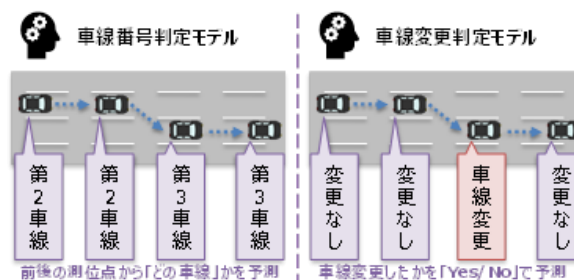 車線番号判定モデル
第2車線
第2車線
第3車線
第3車線
前後の測位点から「どの車線」かを予測
車線変更判定モデル
変更なし
変更なし
車線変更
変更なし
車線変更したかを「Yes/No」で予測